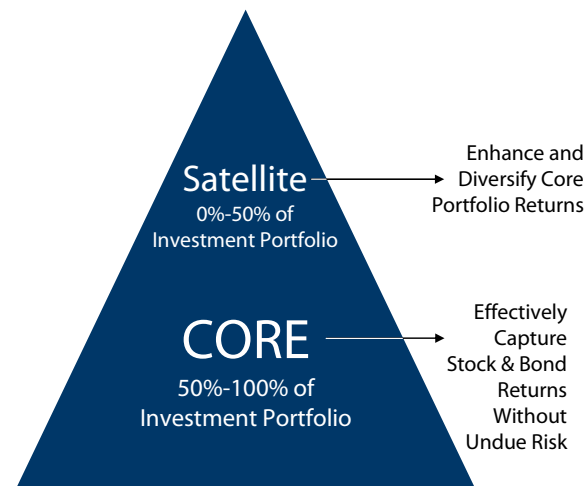 Satellite
0%-50% of
Investment Portfolio
Enhance and
Diversify Core
Portfolio Returns
CORE
50%-100% of
Investment Portfolio
Effectively
Capture
Stock & Bond
Returns
Without
Undue Risk